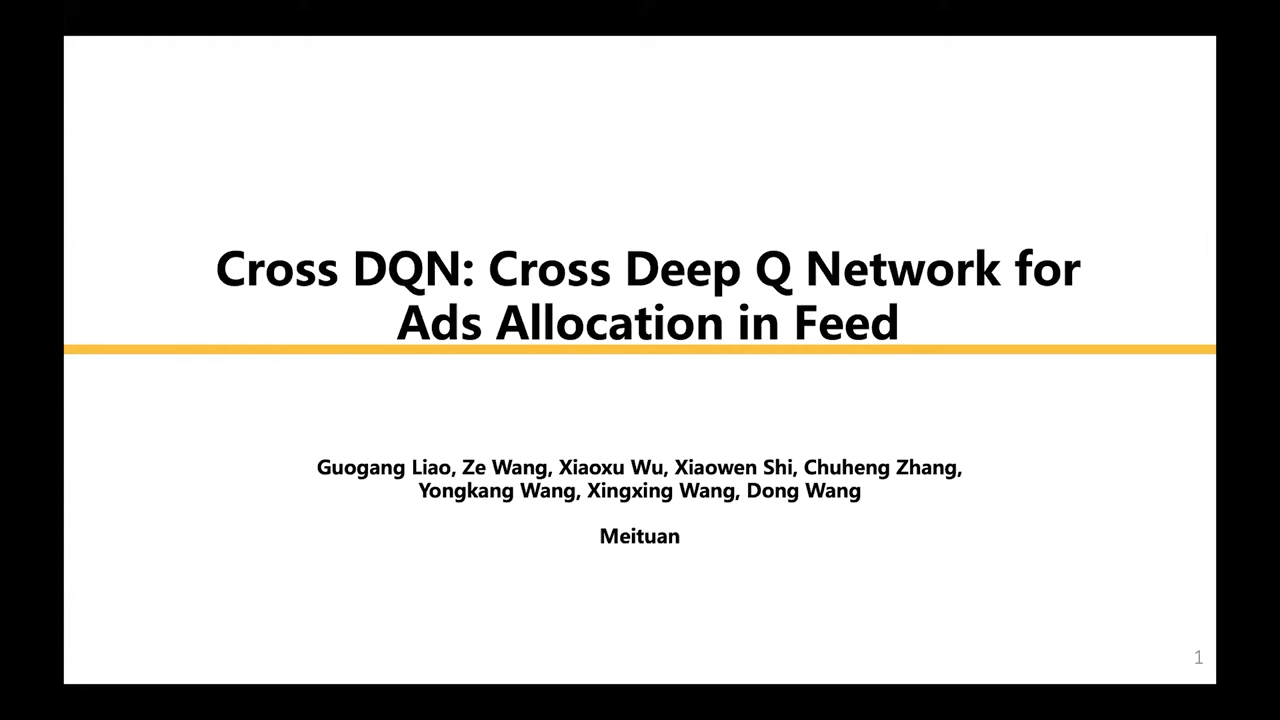 Cross DQN: Cross Deep Q Network for
Ads Allocation in Feed
Guogang Liao, Ze Wang, Xiaoxu Wu, Xiaowen Shi, Chuheng Zhang,
Yongkang Wang, Xingxing Wang, Dong Wang
Meituan
1